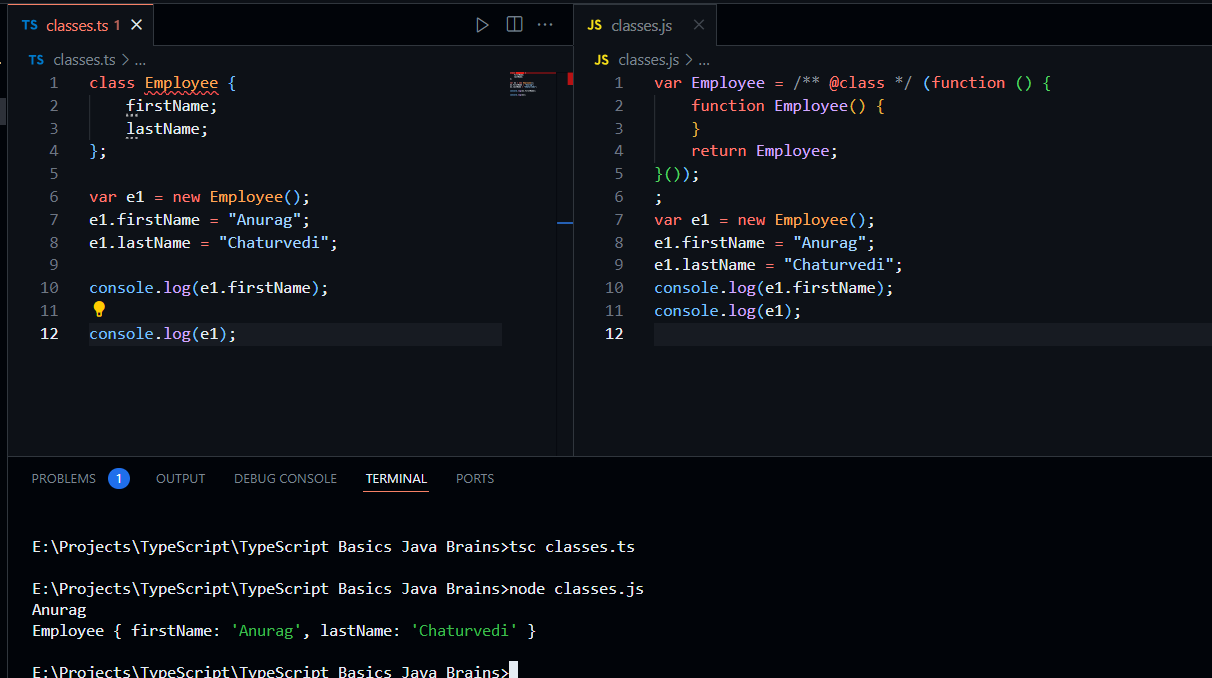 TS classes.ts 1
TS classes.ts > ...
1 class Employee {
2 firstName;
3 lastName;
4 };
5
6 var e1 = new Employee();
7 e1.firstName = "Anurag";
8 e1.lastName = "Chaturvedi";
9
10 console.log(e1.firstName);
11
12 console.log(e1);
JS classes.js
JS classes.js > ...
1 var Employee = /** @class */ (function () {
2 function Employee() {
3 }
4 return Employee;
5 }());
6 ;
7 var e1 = new Employee();
8 e1.firstName = "Anurag";
9 e1.lastName = "Chaturvedi";
10 console.log(e1.firstName);
11 console.log(e1);
12
PROBLEMS 1 OUTPUT DEBUG CONSOLE TERMINAL PORTS
E:\Projects\TypeScript\TypeScript Basics Java Brains>tsc classes.ts
E:\Projects\TypeScript\TypeScript Basics Java Brains>node classes.js
Anurag
Employee { firstName: 'Anurag', lastName: 'Chaturvedi' }
E:\Projects\TypeScript\TypeScript Basics Java Brains>